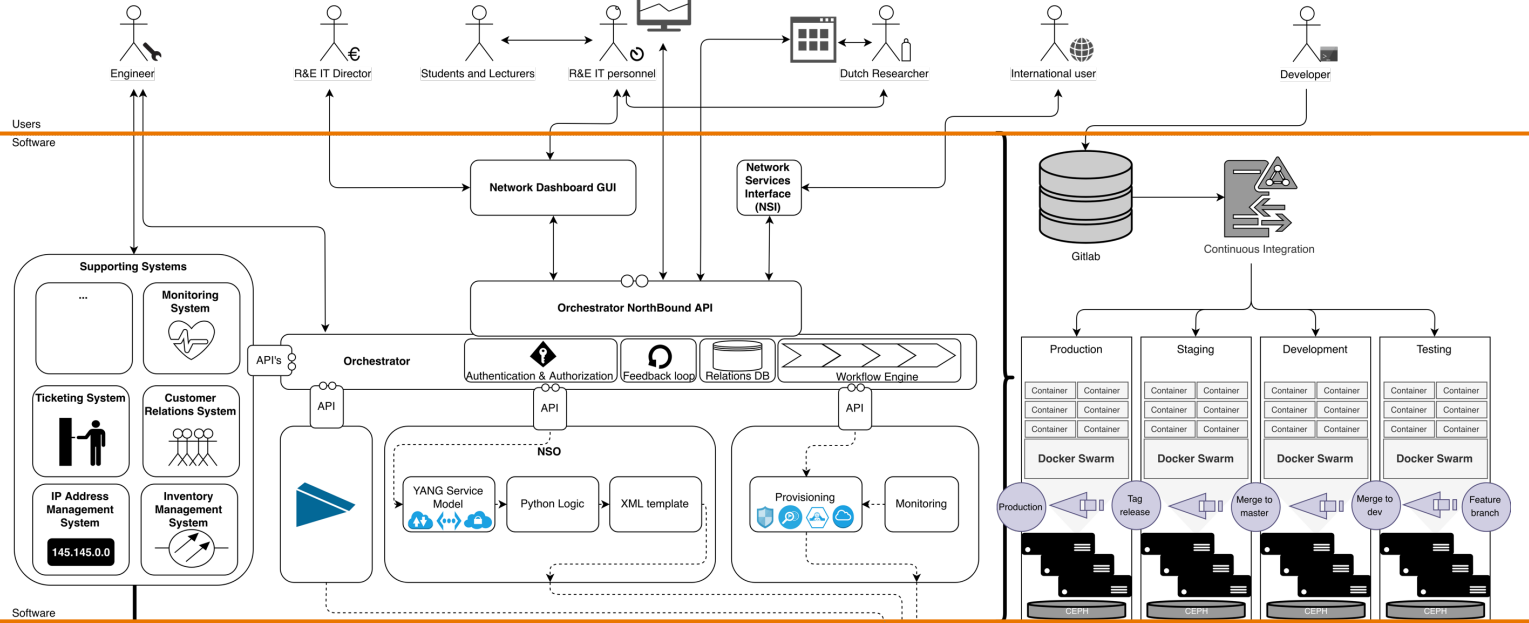 Engineer
€
R&E IT Director
Students and Lecturers
R&E IT personnel
Dutch Researcher
International user
Developer
Users
Software
Network Dashboard GUI
Network
Services
Interface
(NSI)
Gitlab
Continuous Integration
Supporting Systems
...
Monitoring
System
Ticketing System
Customer
Relations System
IP Address
Management
System
145.145.0.0
Inventory
Management
System
API's
Orchestrator NorthBound API
Orchestrator
Authentication & Authorization
Feedback loop
Relations DB
Workflow Engine
API
API
API
NSO
YANG Service
Model
Python Logic
XML template
Provisioning
Monitoring
Production
Staging
Development
Testing
Container Container
Container Container
Container Container
Docker Swarm
Container Container
Container Container
Container Container
Docker Swarm
Container Container
Container Container
Container Container
Docker Swarm
Container Container
Container Container
Container Container
Docker Swarm
Production
Tag
release
Merge to
master
Merge to
dev
Feature
branch
CEPH
CEPH
CEPH
CEPH
Software